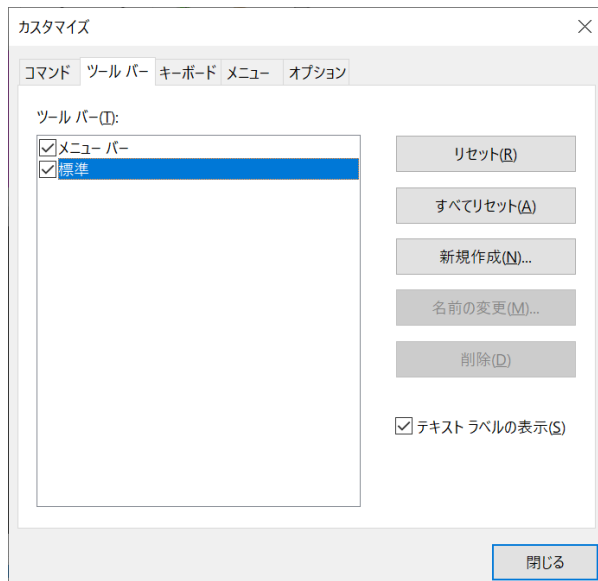 カスタマイズ
コマンド ツール バー キーボード メニュー オプション
ツール バー(T):
メニュー バー
標準
リセット(R)
すべてリセット(A)
新規作成(N)...
名前の変更(M)...
削除(D)
テキスト ラベルの表示(S)
閉じる